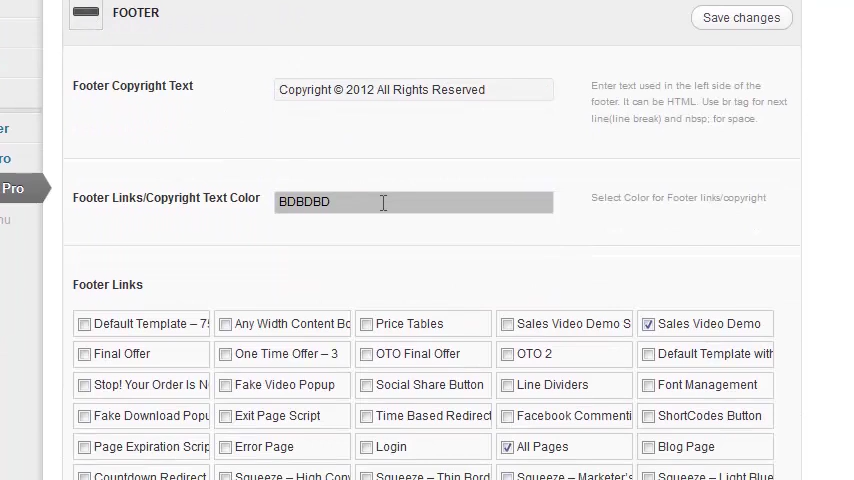 FOOTER
Save changes
Footer Copyright Text
Copyright © 2012 All Rights Reserved
Enter text used in the left side of the
footer. It can be HTML. Use br tag for next
line(line break) and nbsp; for space.
er
ro
Pro
nu
Footer Links/Copyright Text Color
BDBDBD
Select Color for Footer links/copyright
Footer Links
Default Template – 7 Any Width Content Bo Price Tables Sales Video Demo S Sales Video Demo
Final Offer One Time Offer – 3 OTO Final Offer OTO 2 Default Template with
Stop! Your Order Is N Fake Video Popup Social Share Button Line Dividers Font Management
Fake Download Popu Exit Page Script Time Based Redirect Facebook Commenti ShortCodes Button
Page Expiration Scrip Error Page Login All Pages Blog Page
Countdown Redirect Squeeze – High Cov Squeeze – Thin Bord Squeeze – Marketer's Squeeze – Light Blue